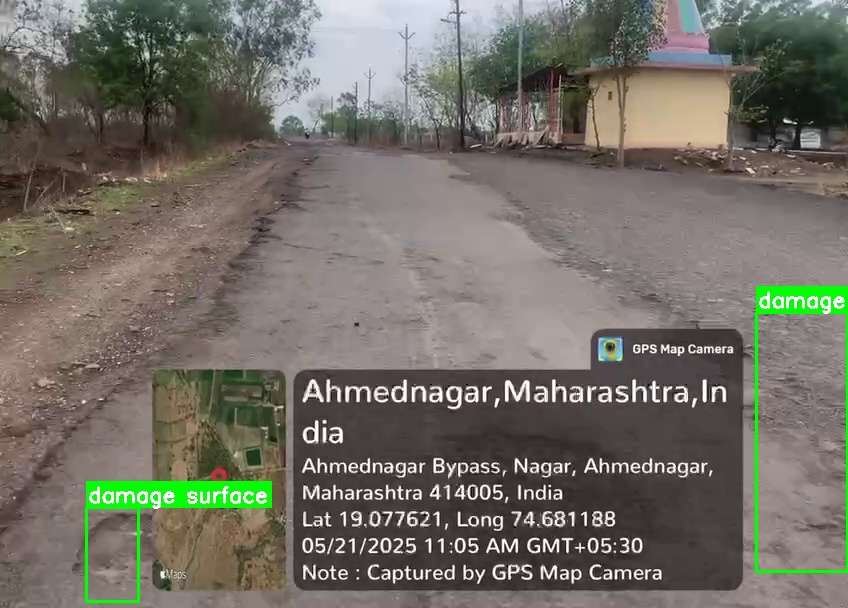 damage
GPS Map Camera
Ahmednagar,Maharashtra,In
dia
Ahmednagar Bypass, Nagar, Ahmednagar,
Maharashtra 414005, India
Lat 19.077621, Long 74.681188
05/21/2025 11:05 AM GMT+05:30
Note : Captured by GPS Map Camera
damage surface
Maps